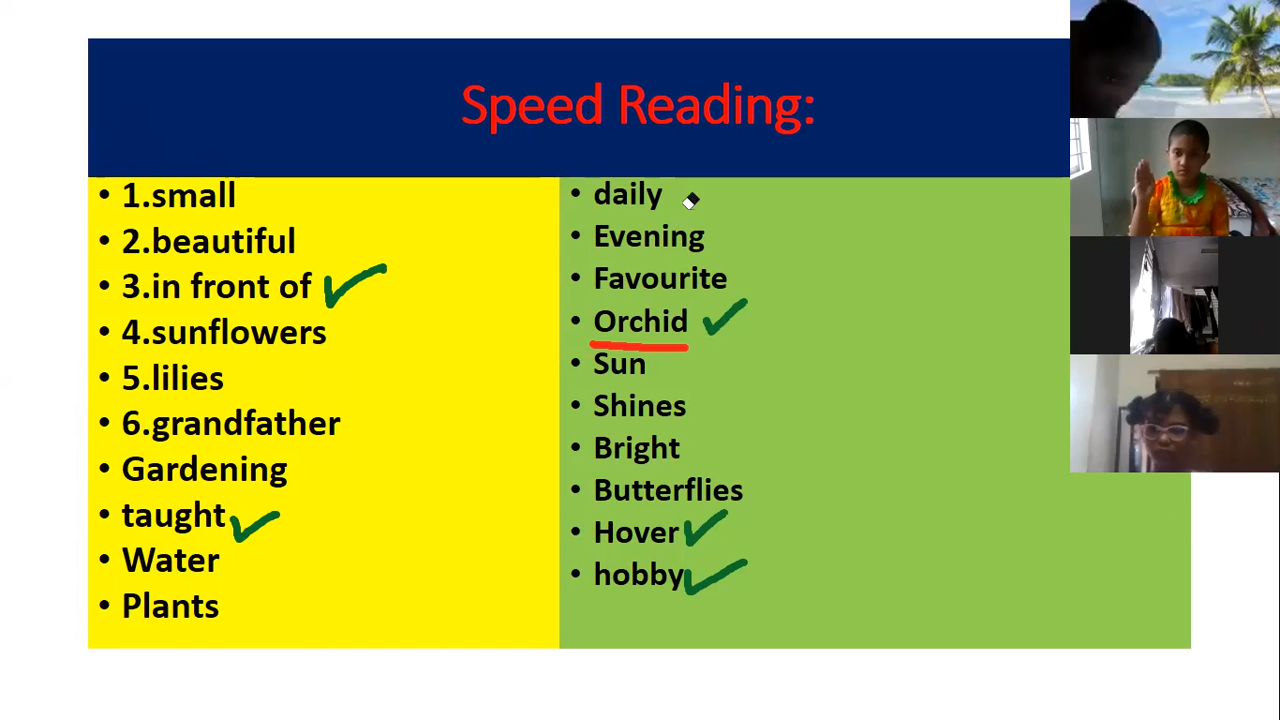 Speed Reading:
• 1.small
• 2.beautiful
• 3.in front of
• 4.sunflowers
• 5.lilies
• 6.grandfather
• Gardening
• taught
• Water
• Plants
• daily
• Evening
• Favourite
• Orchid
• Sun
• Shines
• Bright
• Butterflies
• Hover
• hobby